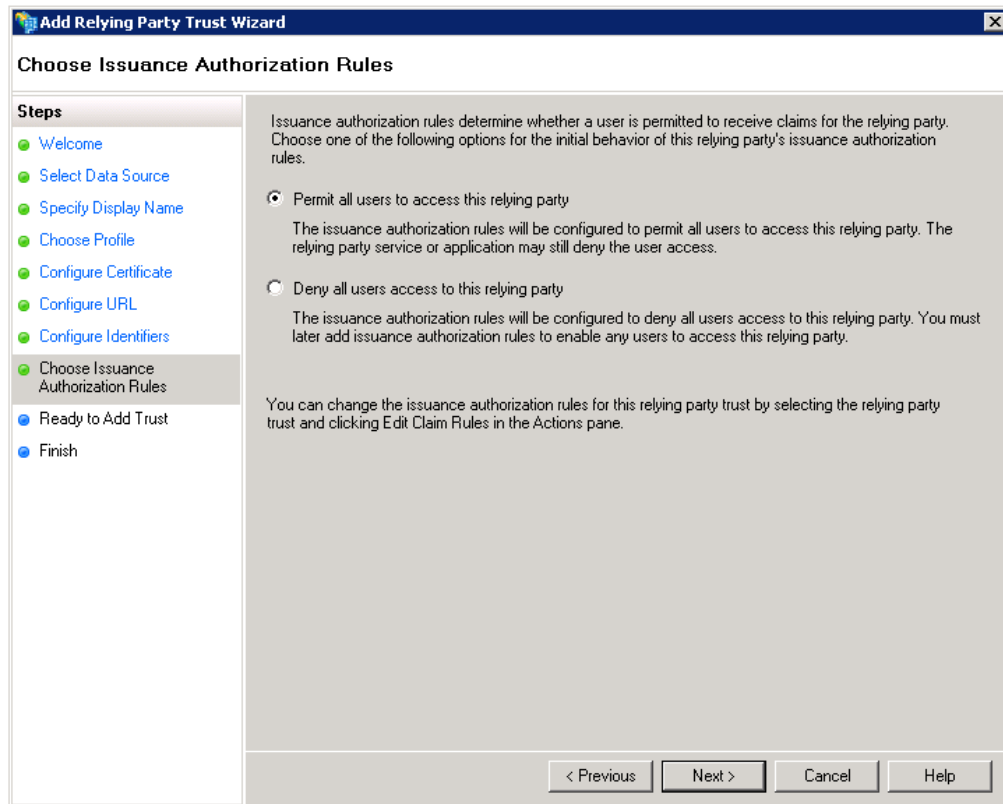 Add Relying Party Trust Wizard
Choose Issuance Authorization Rules
Steps
Welcome
Select Data Source
Specify Display Name
Choose Profile
Configure Certificate
Configure URL
Configure Identifiers
Choose Issuance
Authorization Rules
Ready to Add Trust
Finish
Issuance authorization rules determine whether a user is permitted to receive claims for the relying party.
Choose one of the following options for the initial behavior of this relying party's issuance authorization
rules.
Permit all users to access this relying party
The issuance authorization rules will be configured to permit all users to access this relying party. The
relying party service or application may still deny the user access.
Deny all users access to this relying party
The issuance authorization rules will be configured to deny all users access to this relying party. You must
later add issuance authorization rules to enable any users to access this relying party.
You can change the issuance authorization rules for this relying party trust by selecting the relying party
trust and clicking Edit Claim Rules in the Actions pane.
< Previous
Next >
Cancel
Help